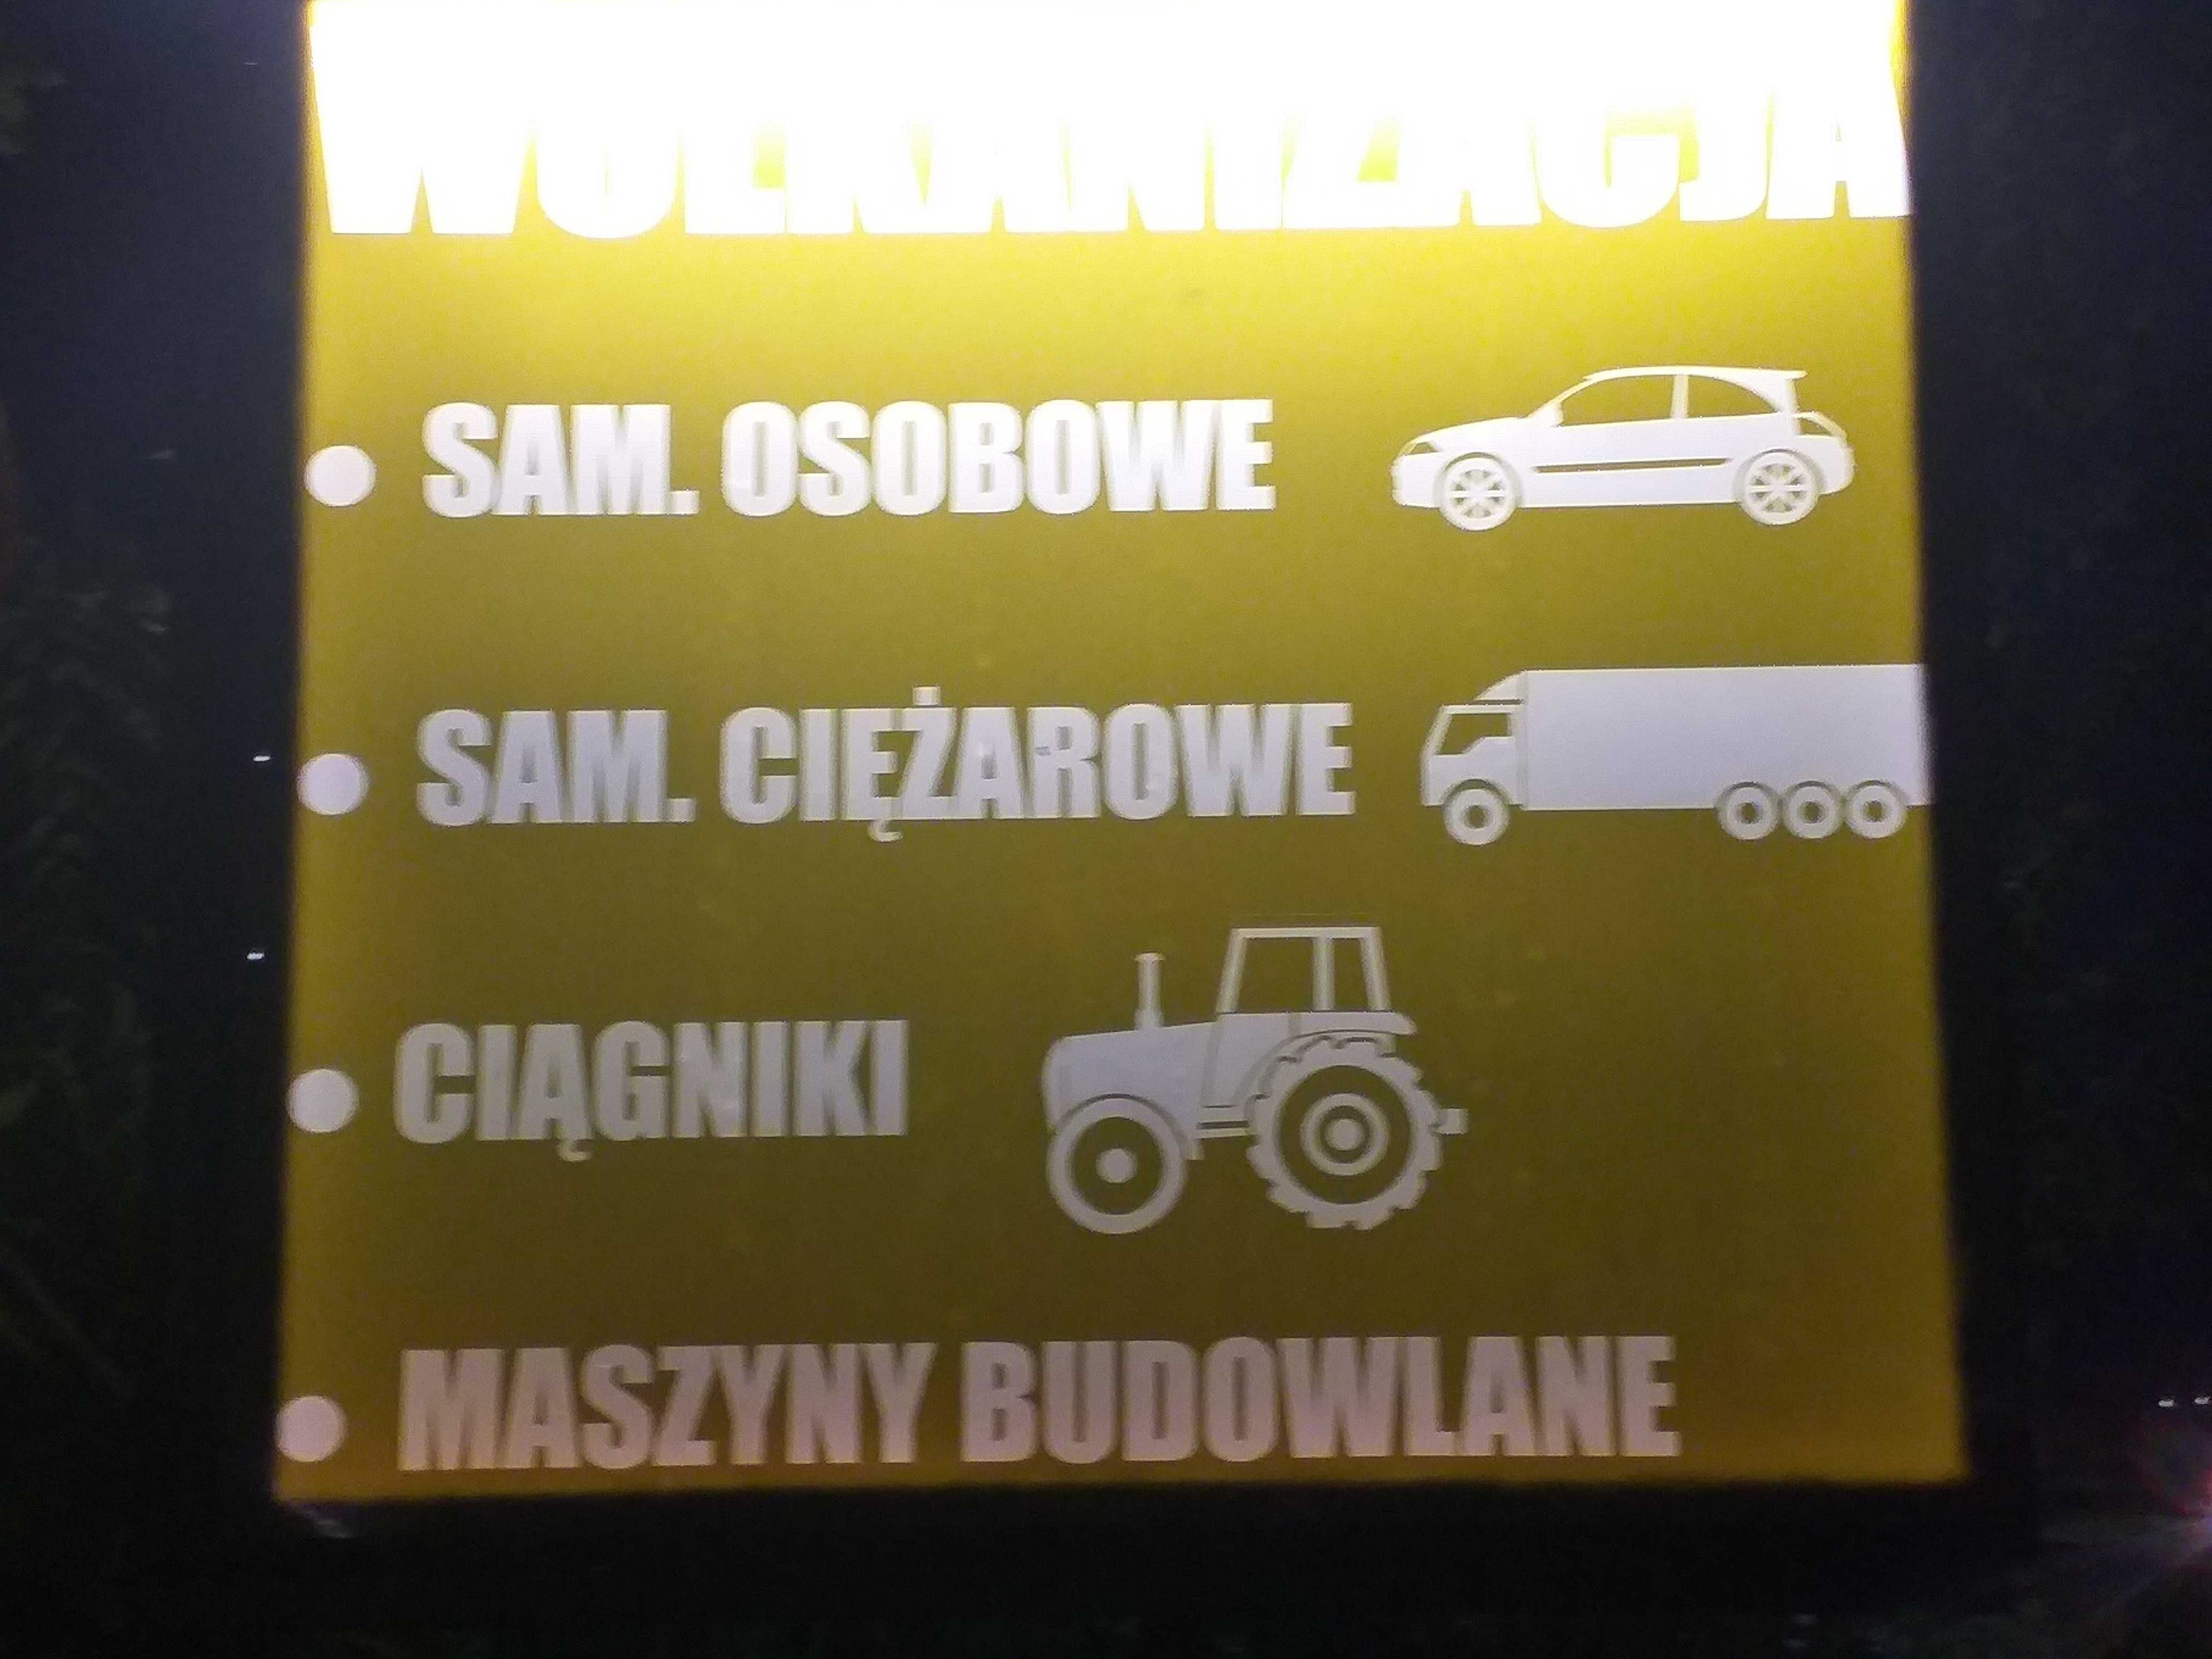 WULKANIZACJA
• SAM. OSOBOWE
• SAM. CIĘŻAROWE
• CIĄGNIKI
• MASZYNY BUDOWLANE